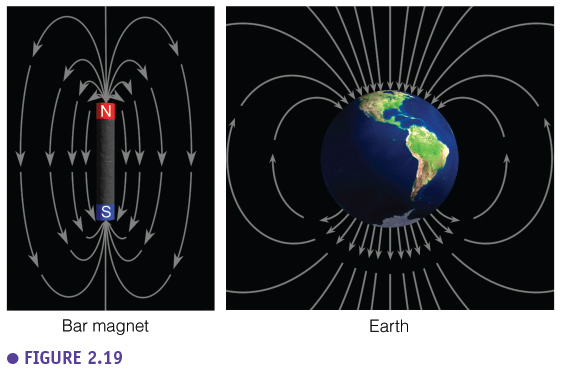 N
S
Bar magnet
Earth
● FIGURE 2.19